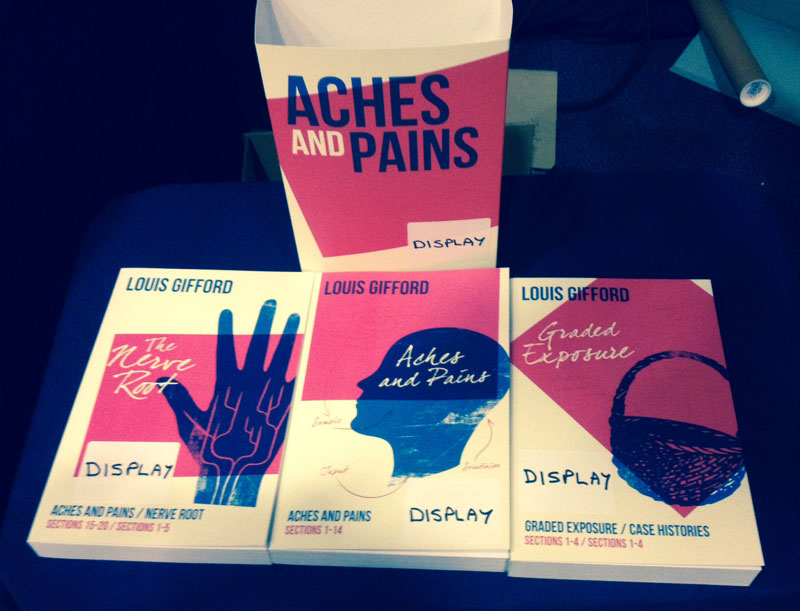 ACHES
AND PAINS
DISPLAY
LOUIS GIFFORD
The
Nerve
Root
DISPLAY
ACHES AND PAINS / NERVE ROOT
SECTIONS 15-20 / SECTIONS 1-5
LOUIS GIFFORD
Aches
and Pains
Sample
Input
Scrutinize
ACHES AND PAINS
SECTIONS 1-14
DISPLAY
LOUIS GIFFORD
Graded
Exposure
DISPLAY
GRADED EXPOSURE / CASE HISTORIES
SECTIONS 1-4 / SECTIONS 1-4